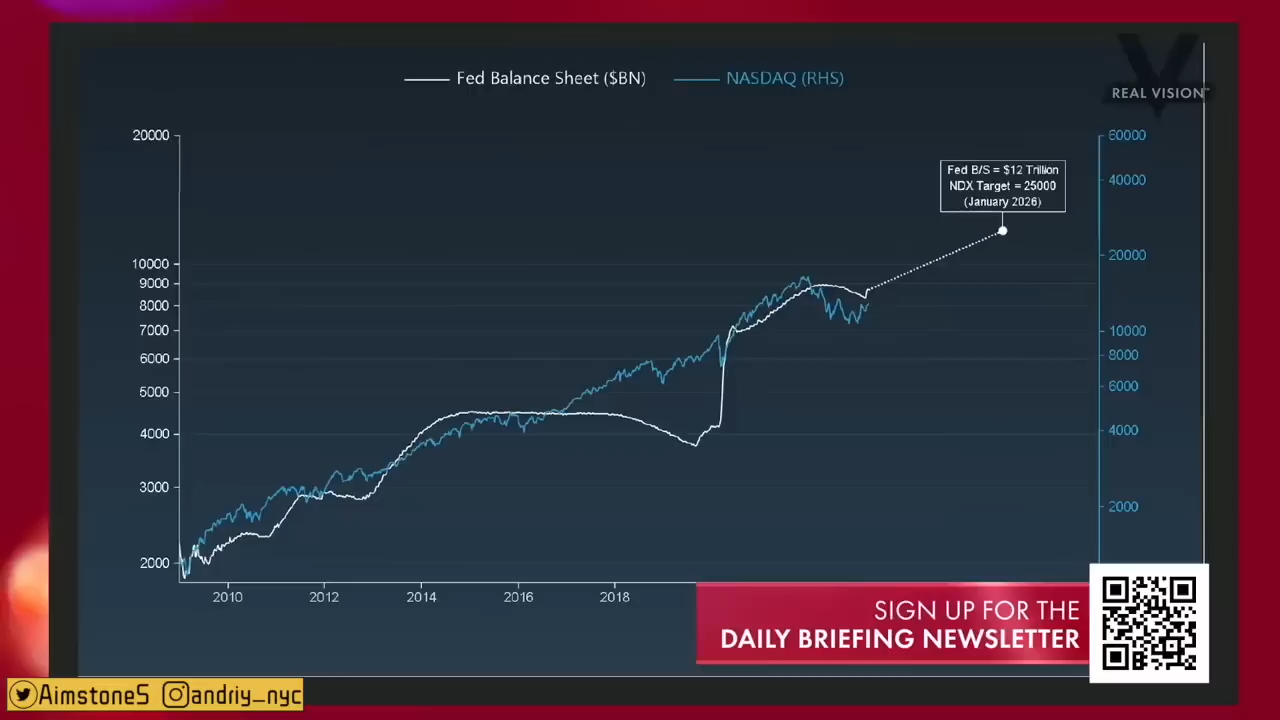 Fed Balance Sheet ($BN)
NASDAQ (RHS)
REAL VISION™
20000
10000
9000
8000
7000
6000
5000
4000
3000
2000
60000
40000
20000
10000
8000
6000
4000
2000
Fed B/S = $12 Trillion
NDX Target = 25000
(January 2026)
2010
2012
2014
2016
2018
SIGN UP FOR THE
DAILY BRIEFING NEWSLETTER
AimstoneS
andriy_nyc